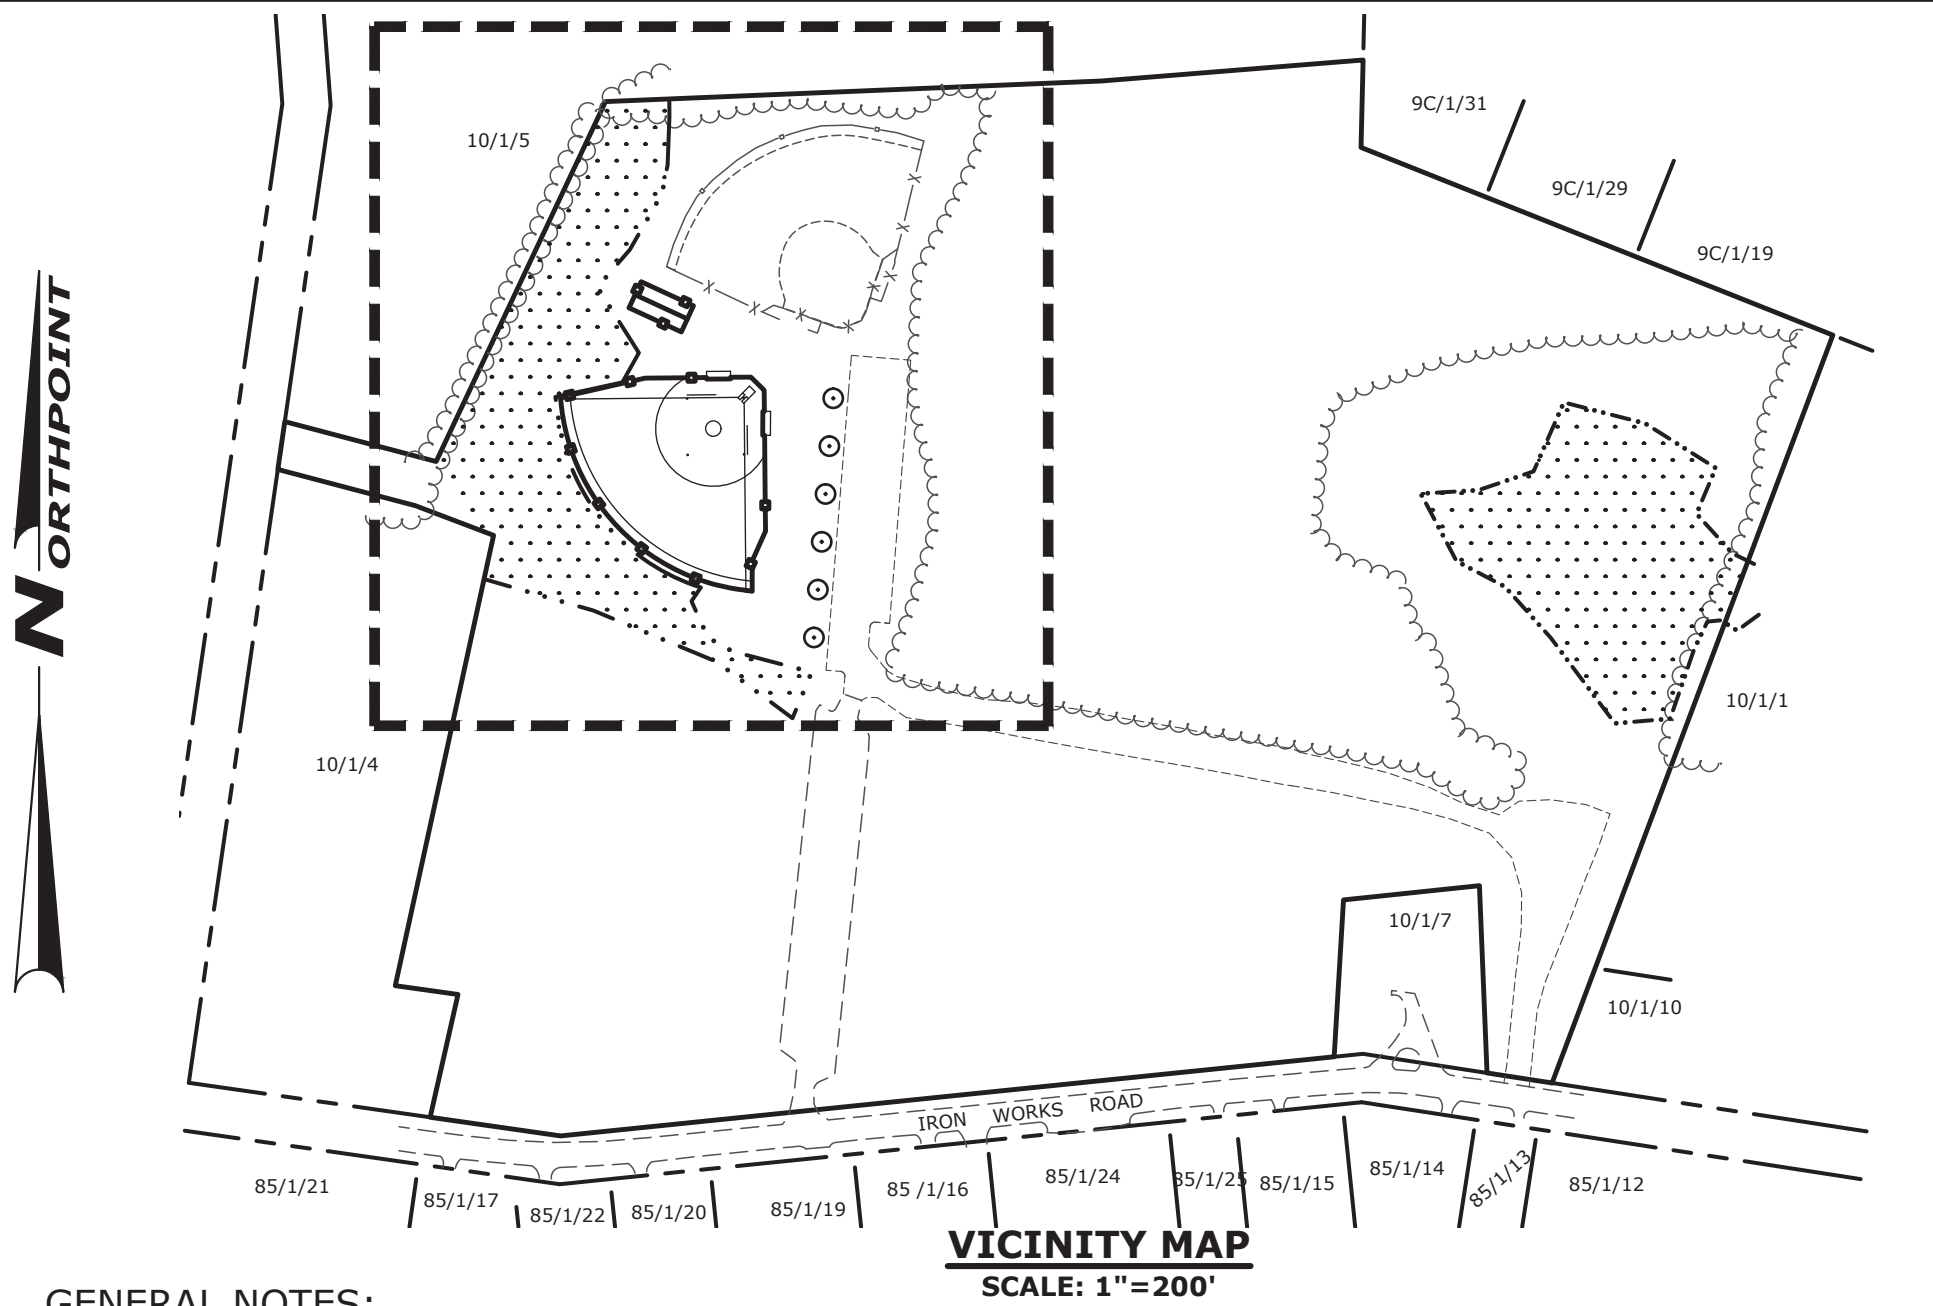 9C/1/31
10/1/5
9C/1/29
9C/1/19
NORTHPOINT
10/1/1
10/1/4
10/1/7
10/1/10
IRON WORKS ROAD
85/1/21
85/1/17
85/1/22
85/1/20
85/1/19
85 /1/16
85/1/24
85/1/25
85/1/15
85/1/14
85/1/13
85/1/12
VICINITY MAP
SCALE: 1"=200'
GENERAL NOTES: